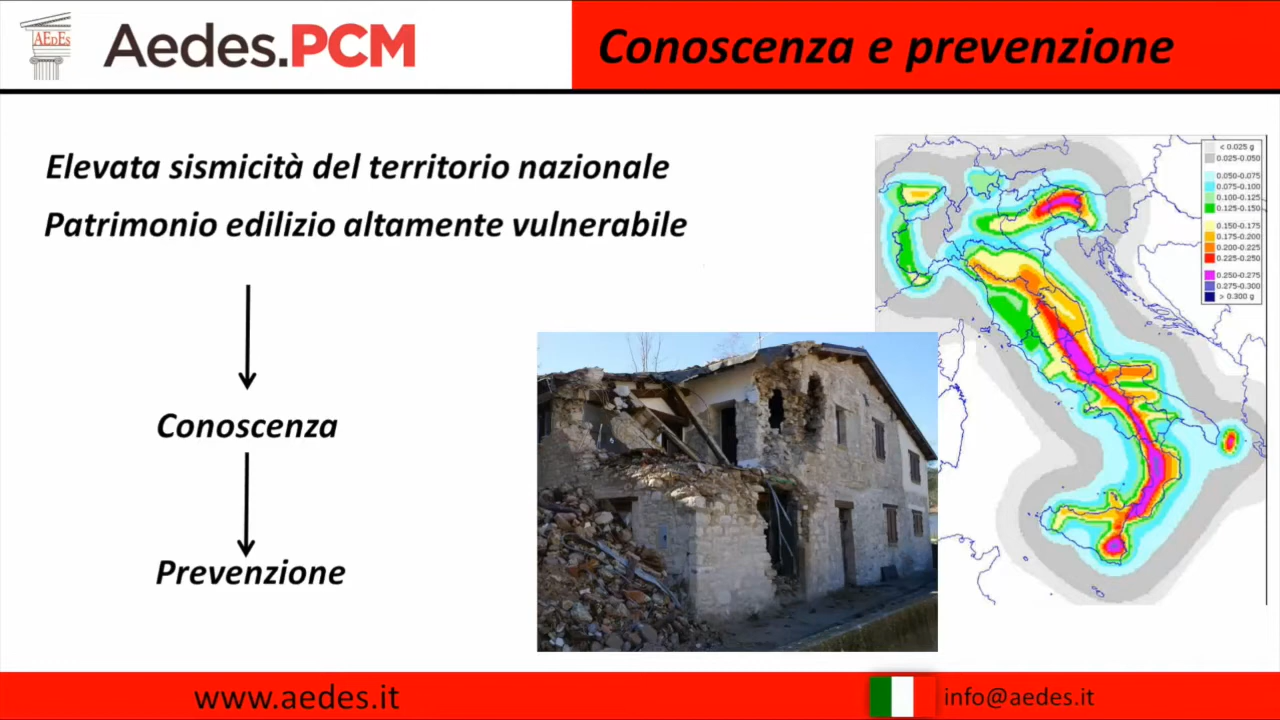 AEDES
Aedes.PCM
Conoscenza e prevenzione
Elevata sismicità del territorio nazionale
Patrimonio edilizio altamente vulnerabile
Conoscenza
Prevenzione
< 0.025 g
0.025-0.050
0.050-0.075
0.075-0.100
0.100-0.125
0.125-0.150
0.150-0.175
0.175-0.200
0.200-0.225
0.225-0.250
0.250-0.275
0.275-0.300
> 0.300 g
www.aedes.it
info@aedes.it